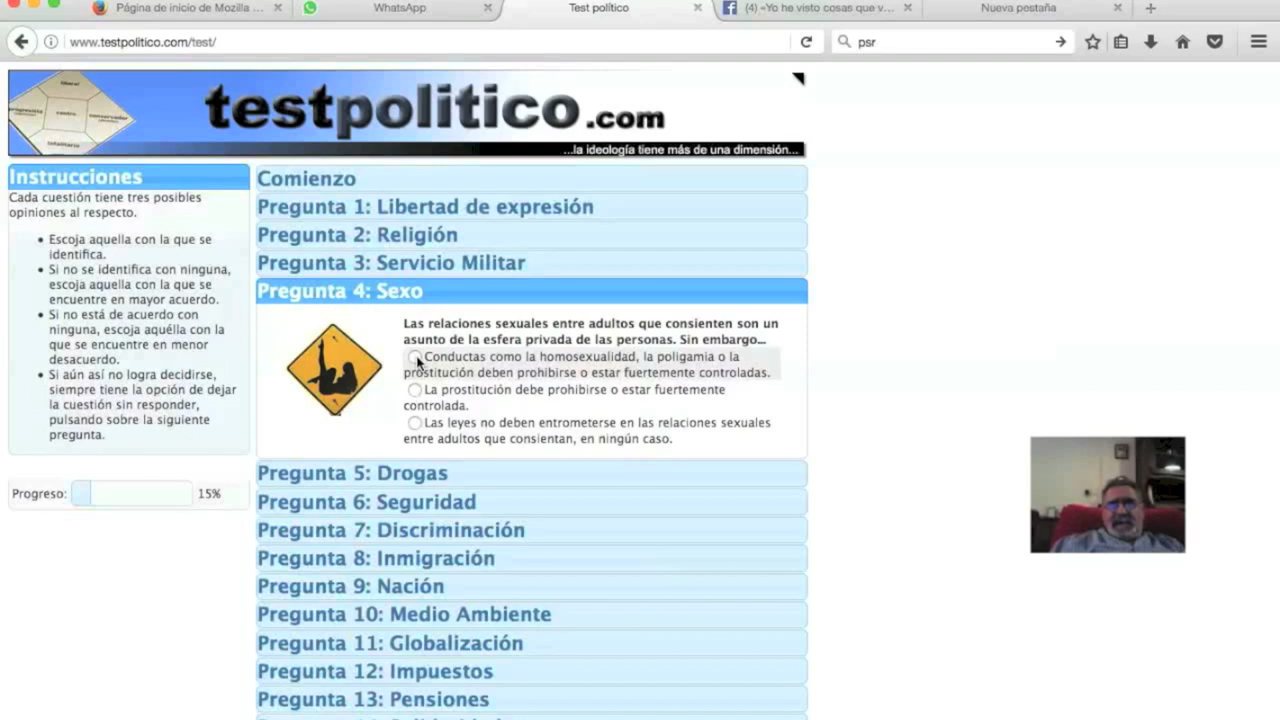 Página de inicio de Mozilla ...
WhatsApp
Test político
(4) «Yo he visto cosas que v...
Nueva pestaña
www.testpolitico.com/test/
psr
liberal
centro
testpolitico.com
...la ideología tiene más de una dimensión...
Instrucciones
Cada cuestión tiene tres posibles
opiniones al respecto.
• Escoja aquella con la que se
identifica.
• Si no se identifica con ninguna,
escoja aquella con la que se
encuentre en mayor acuerdo.
• Si no está de acuerdo con
ninguna, escoja aquélla con la
que se encuentre en menor
desacuerdo.
• Si aún así no logra decidirse,
siempre tiene la opción de dejar
la cuestión sin responder,
pulsando sobre la siguiente
pregunta.
Progreso: 15%
Comienzo
Pregunta 1: Libertad de expresión
Pregunta 2: Religión
Pregunta 3: Servicio Militar
Pregunta 4: Sexo
Las relaciones sexuales entre adultos que consienten son un
asunto de la esfera privada de las personas. Sin embargo...
Conductas como la homosexualidad, la poligamia o la
prostitución deben prohibirse o estar fuertemente controladas.
La prostitución debe prohibirse o estar fuertemente
controlada.
Las leyes no deben entrometerse en las relaciones sexuales
entre adultos que consientan, en ningún caso.
Pregunta 5: Drogas
Pregunta 6: Seguridad
Pregunta 7: Discriminación
Pregunta 8: Inmigración
Pregunta 9: Nación
Pregunta 10: Medio Ambiente
Pregunta 11: Globalización
Pregunta 12: Impuestos
Pregunta 13: Pensiones